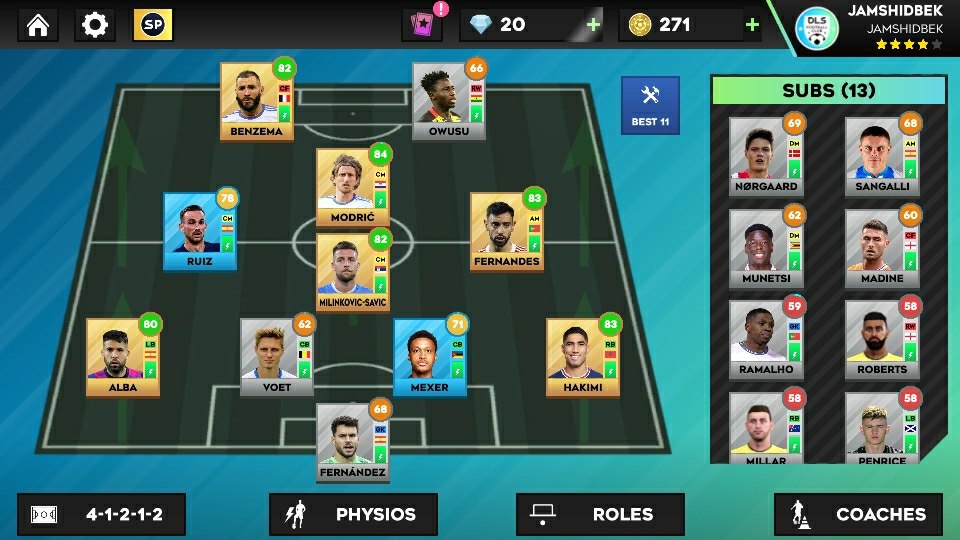 SP
!
20
+
271
+
DLS
JAMSHIDBEK
JAMSHIDBEK
82
CF
BENZEMA
66
RW
OWUSU
BEST 11
SUBS (13)
84
CM
MODRIĆ
78
CM
RUIZ
83
AM
FERNANDES
82
CM
MILINKOVIC-SAVIC
80
LB
ALBA
62
CB
VOET
71
CB
MEXER
83
RB
HAKIMI
68
GK
FERNÁNDEZ
69
DM
NØRGAARD
68
AM
SANGALLI
62
DM
MUNETSI
60
CF
MADINE
59
GK
RAMALHO
58
RW
ROBERTS
58
RB
MILLAR
58
LB
PENRICE
4-1-2-1-2
PHYSIOS
ROLES
COACHES